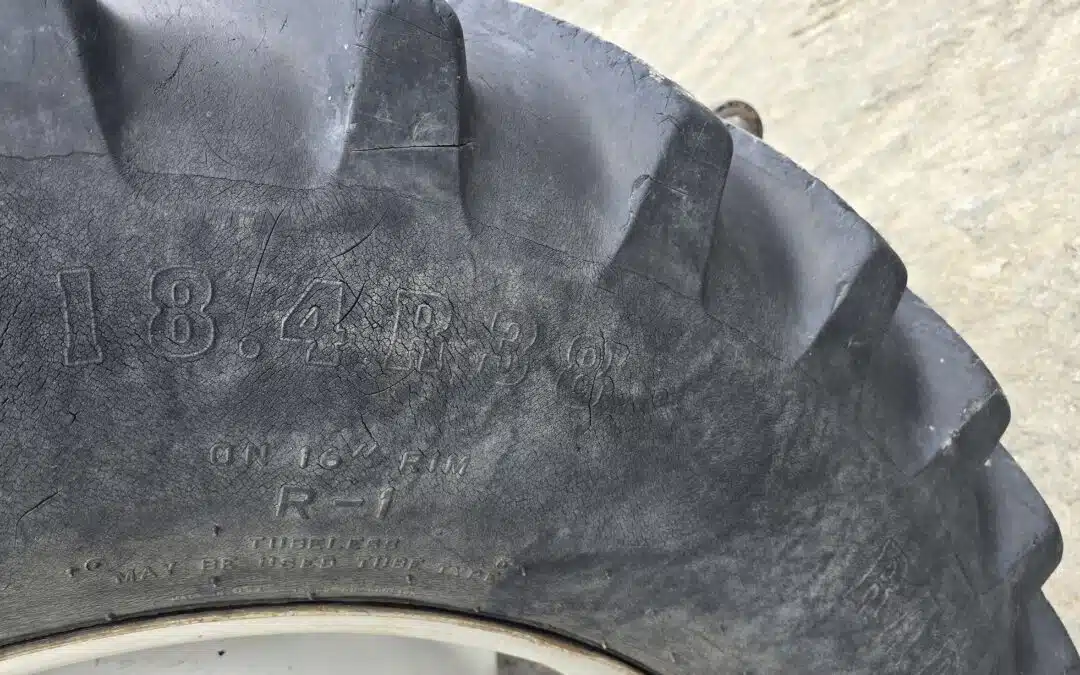 18.4R38
ON 16" RIM
R-1
TUBELESS
MAY BE USED TUBE TYPE